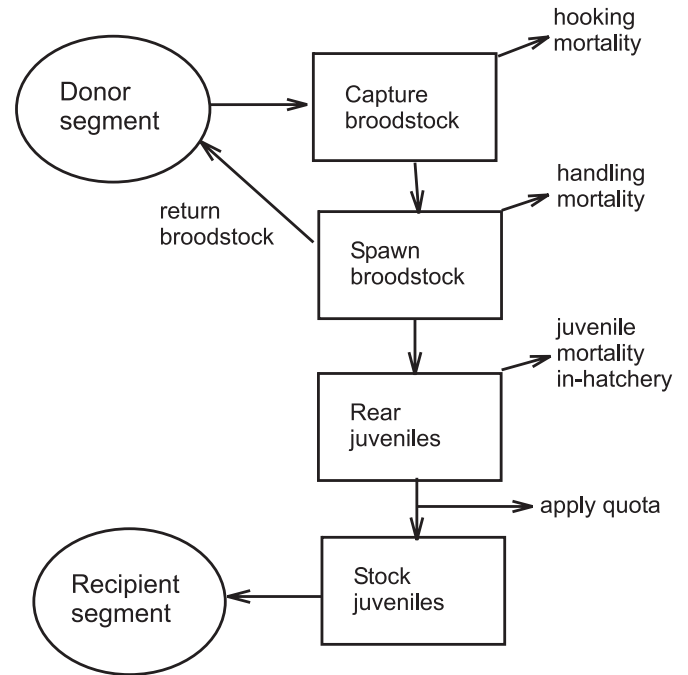 hooking
mortality
Donor
segment
Capture
broodstock
handling
mortality
return
broodstock
Spawn
broodstock
juvenile
mortality
in-hatchery
Rear
juveniles
apply quota
Recipient
segment
Stock
juveniles